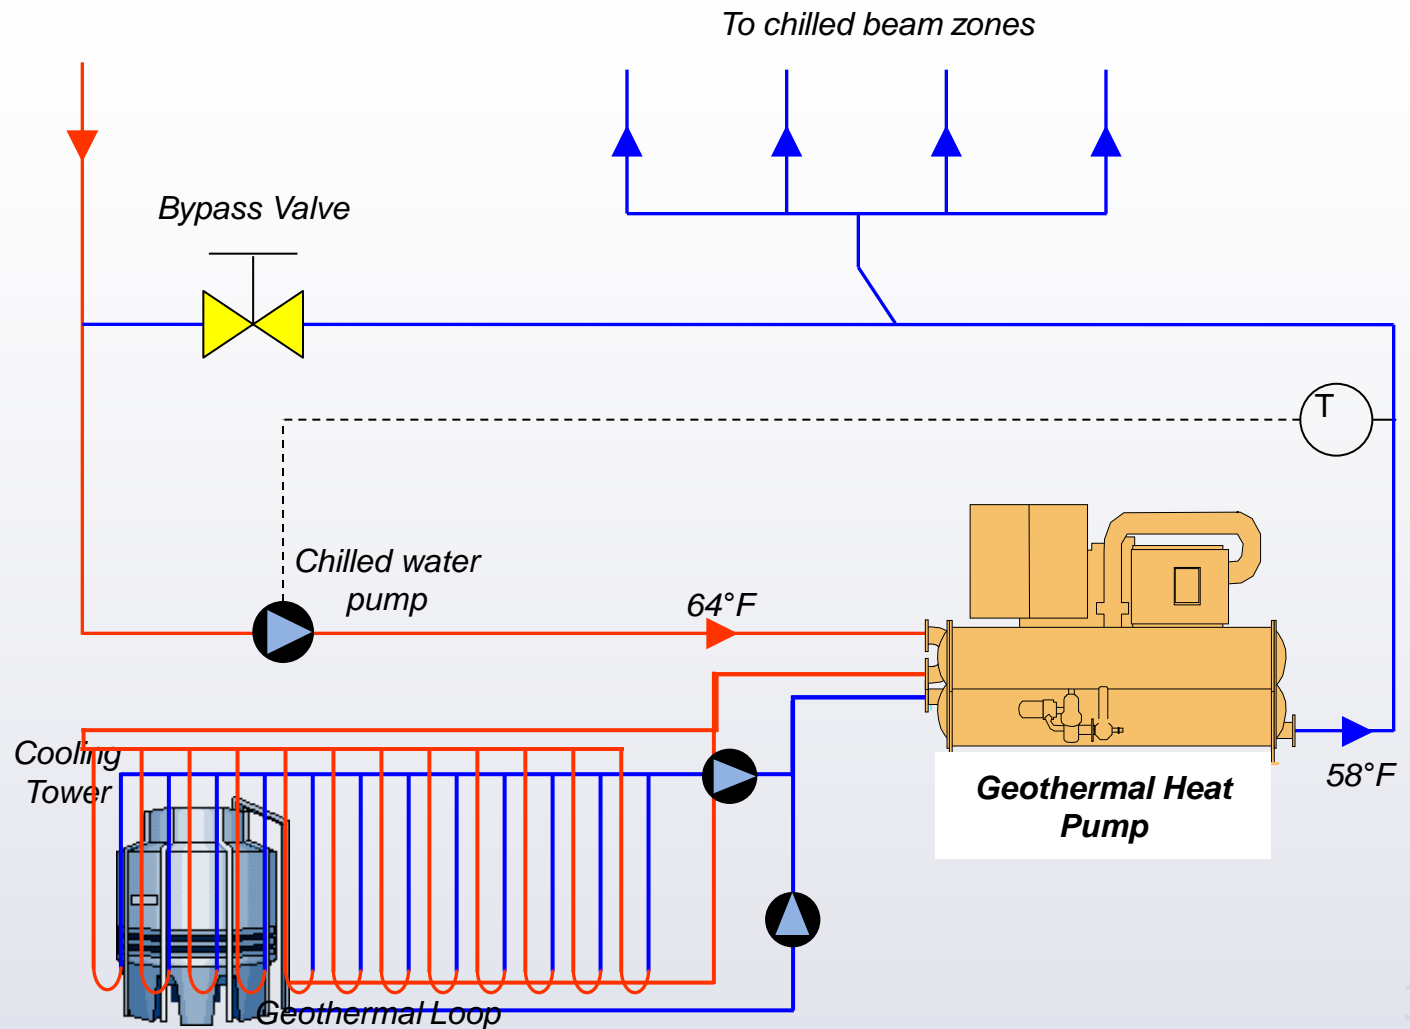 To chilled beam zones
Bypass Valve
T
Chilled water
pump
64°F
Cooling
Tower
58°F
Geothermal Heat
Pump
Geothermal Loop